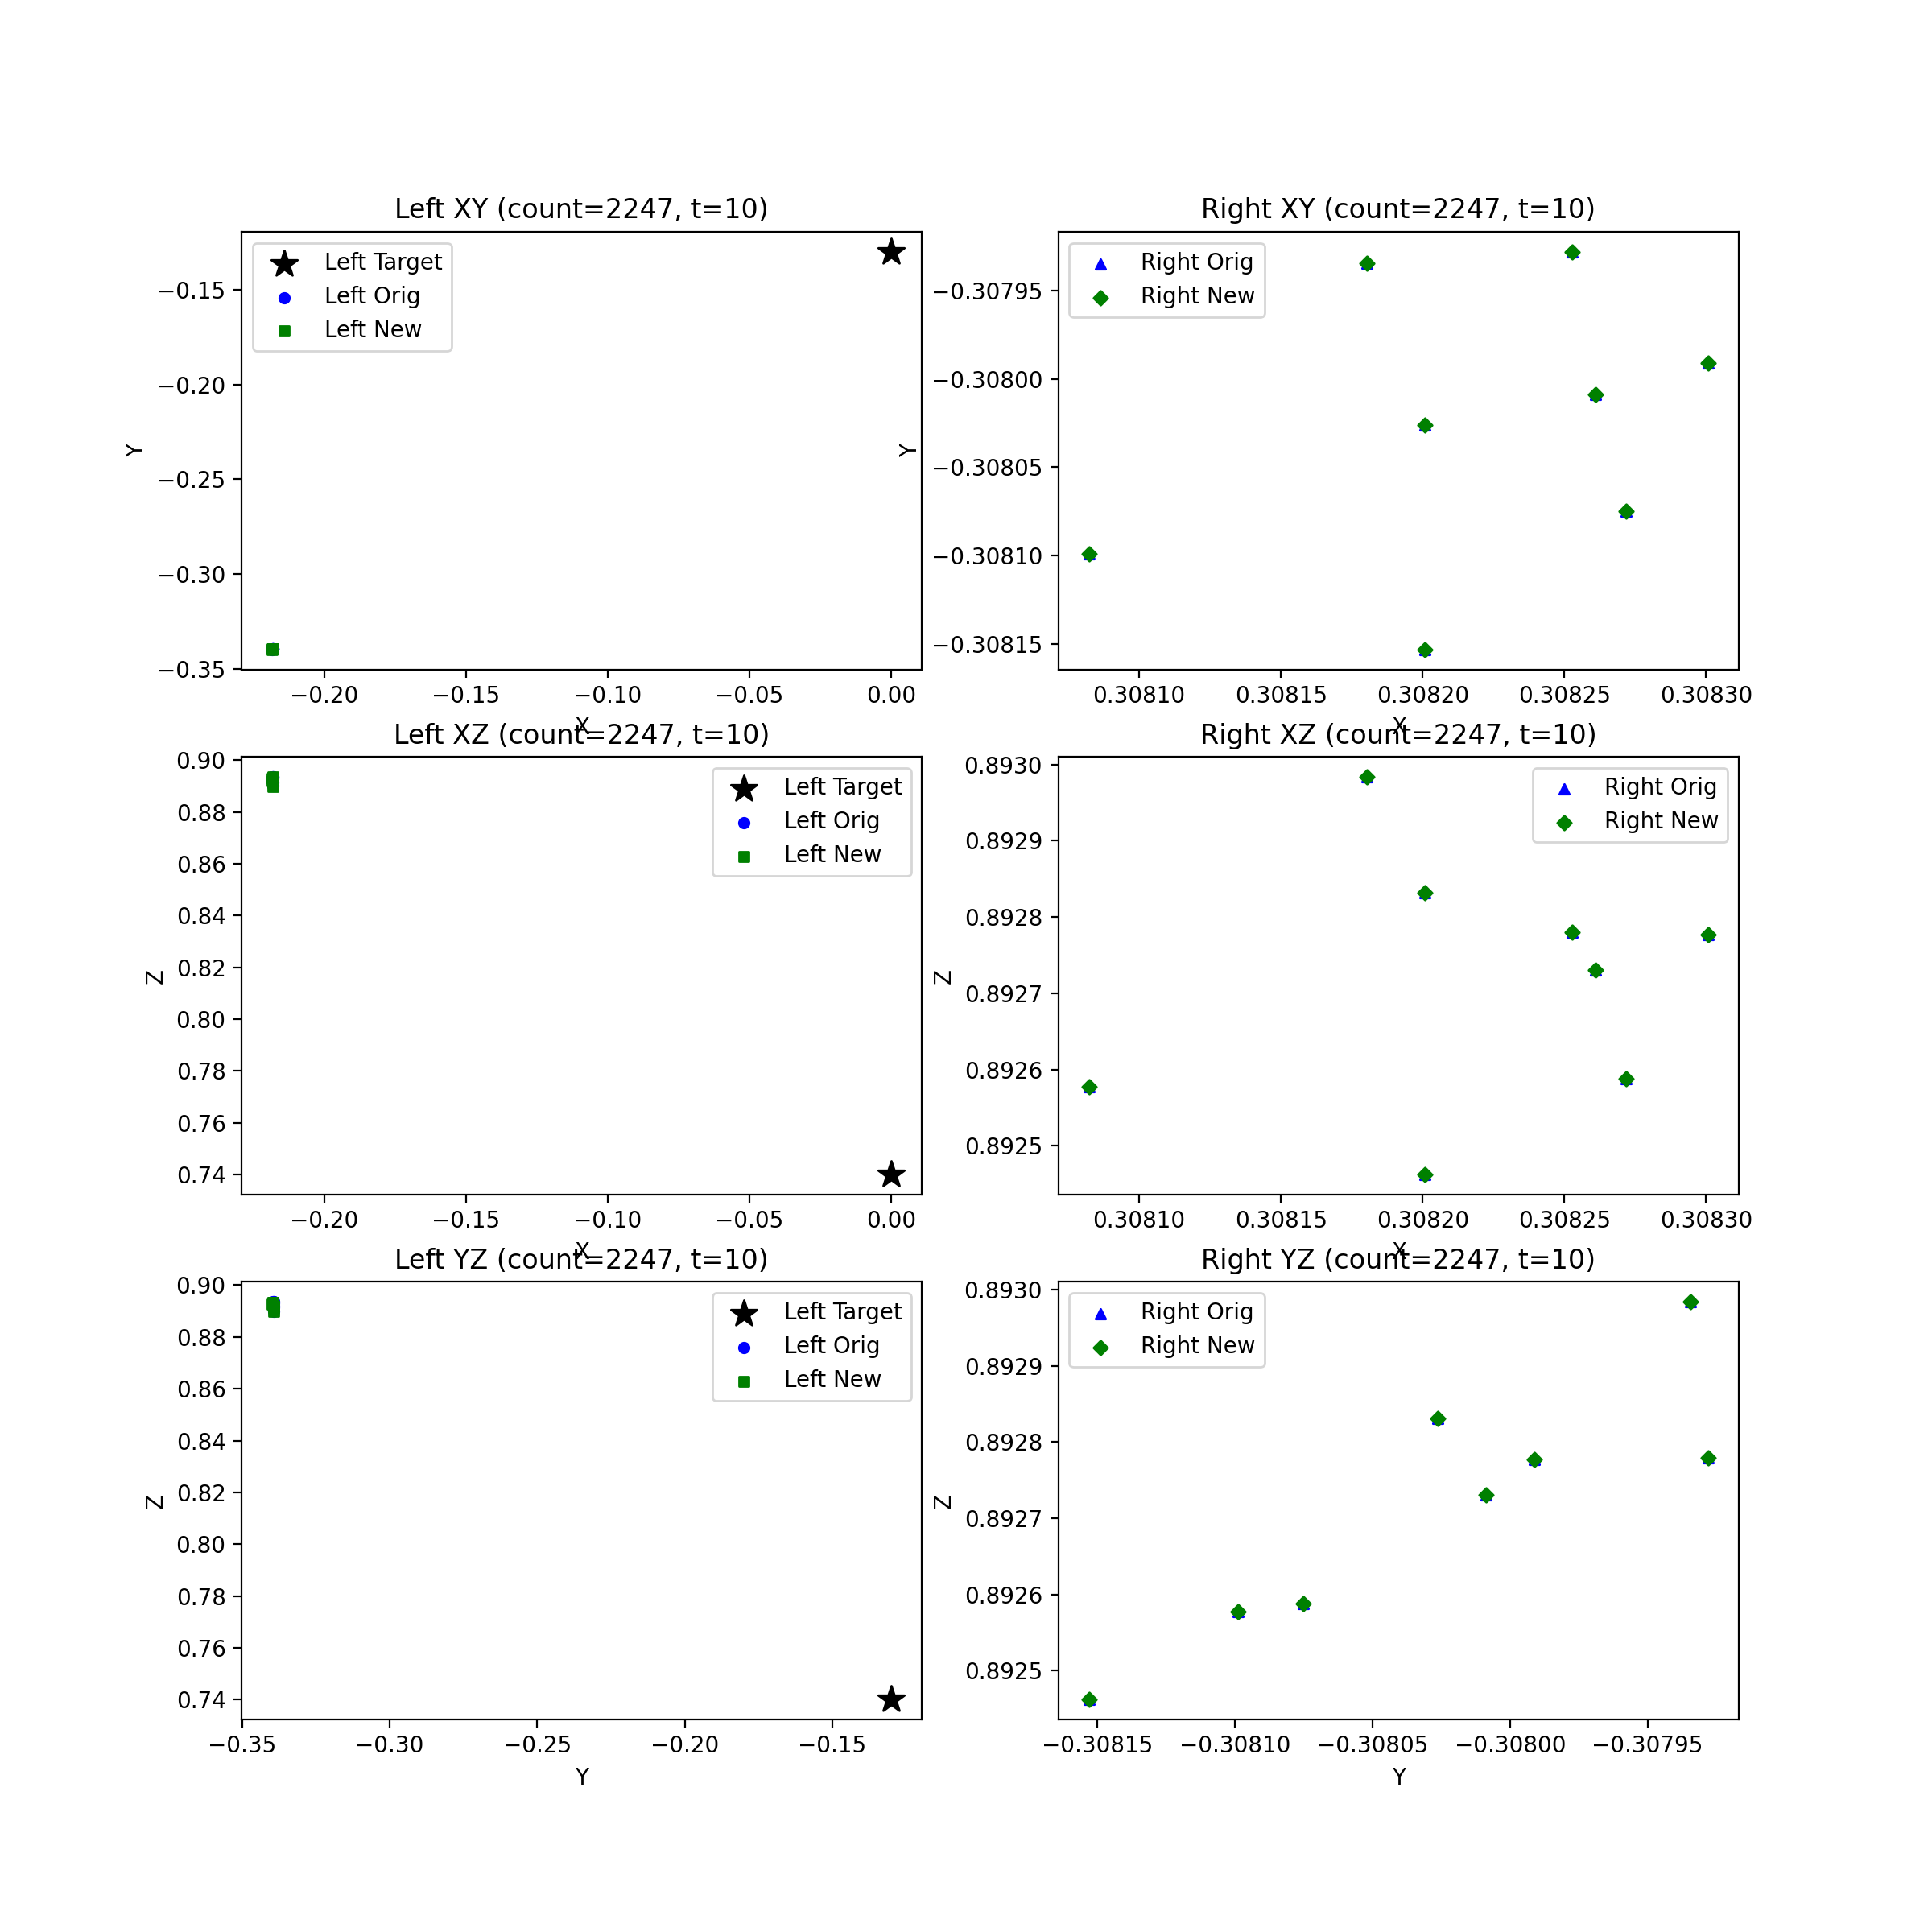 Left XY (count=2247, t=10)
Left Target
Left Orig
Left New
−0.15
−0.20
−0.25
−0.30
−0.35
Y
−0.20
−0.15
−0.10
−0.05
0.00
X
Right XY (count=2247, t=10)
Right Orig
Right New
−0.30795
−0.30800
−0.30805
−0.30810
−0.30815
Y
0.30810
0.30815
0.30820
0.30825
0.30830
X
Left XZ (count=2247, t=10)
Left Target
Left Orig
Left New
0.90
0.88
0.86
0.84
0.82
0.80
0.78
0.76
0.74
Z
−0.20
−0.15
−0.10
−0.05
0.00
X
Right XZ (count=2247, t=10)
Right Orig
Right New
0.8930
0.8929
0.8928
0.8927
0.8926
0.8925
Z
0.30810
0.30815
0.30820
0.30825
0.30830
X
Left YZ (count=2247, t=10)
Left Target
Left Orig
Left New
0.90
0.88
0.86
0.84
0.82
0.80
0.78
0.76
0.74
Z
−0.35
−0.30
−0.25
−0.20
−0.15
Y
Right YZ (count=2247, t=10)
Right Orig
Right New
0.8930
0.8929
0.8928
0.8927
0.8926
0.8925
Z
−0.30815
−0.30810
−0.30805
−0.30800
−0.30795
Y